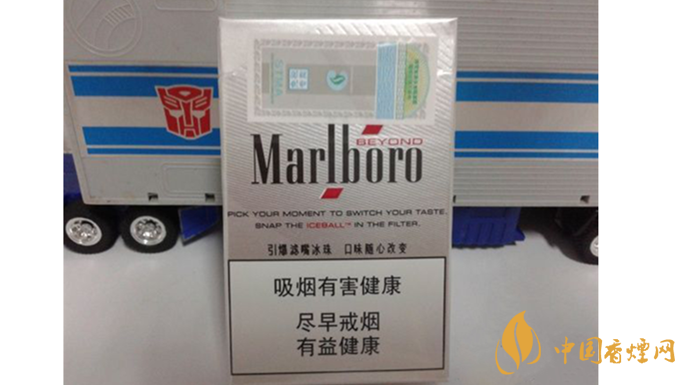 BEYOND
Marlboro
PICK YOUR MOMENT TO SWITCH YOUR TASTE.
SNAP THE ICEBALL™ IN THE FILTER.
引爆滤嘴冰珠 口味随心改变
吸烟有害健康
尽早戒烟
有益健康
中国香烟网